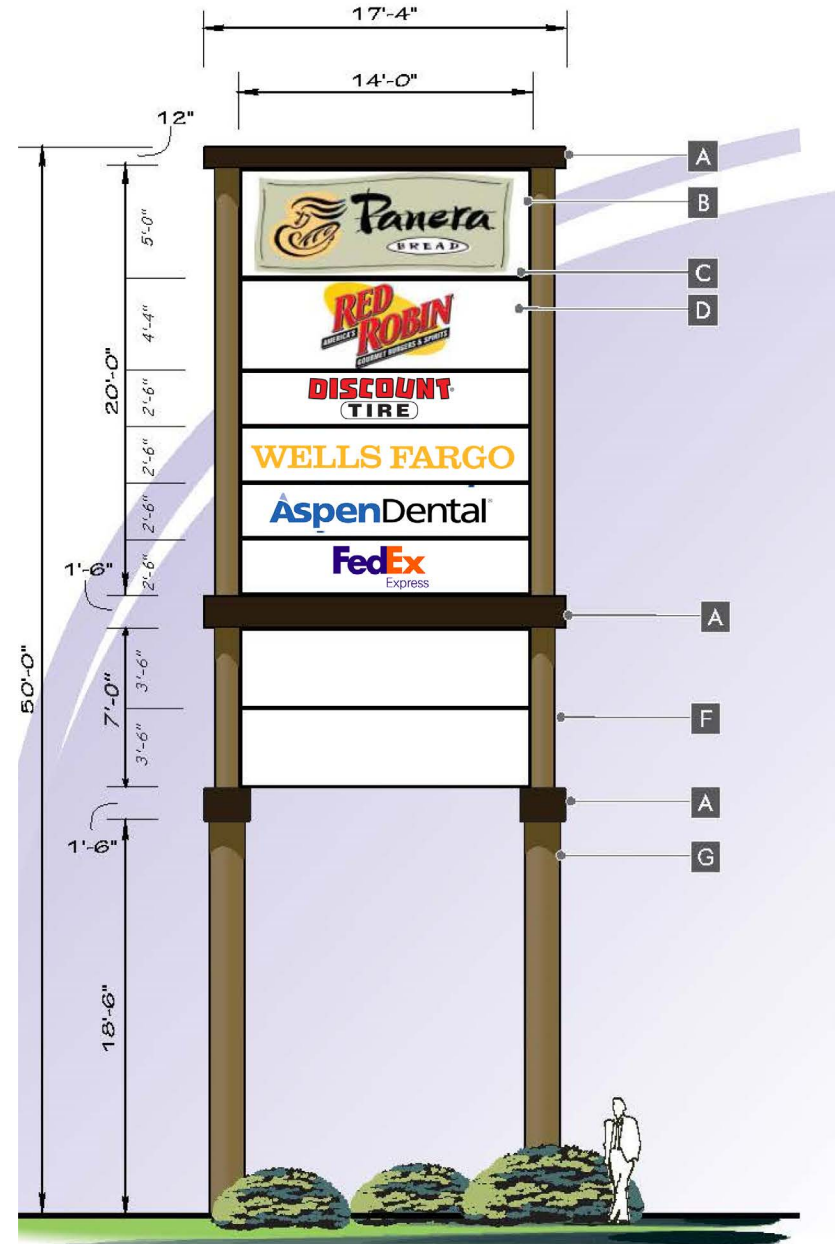 17'-4"
14'-0"
12"
A
B
5'-0"
Panera
BREAD
C
D
RED
ROBIN
AMERICA'S
GOURMET BURGERS & SPIRITS
4'-4"
20'-0"
DISCOUNT
TIRE
2'-6"
WELLS FARGO
2'-6"
AspenDental®
2'-6"
FedEx
Express
2'-6"
1'-6"
A
50'-0"
7'-0"
3'-6"
3'-6"
F
A
1'-6"
G
18'-6"